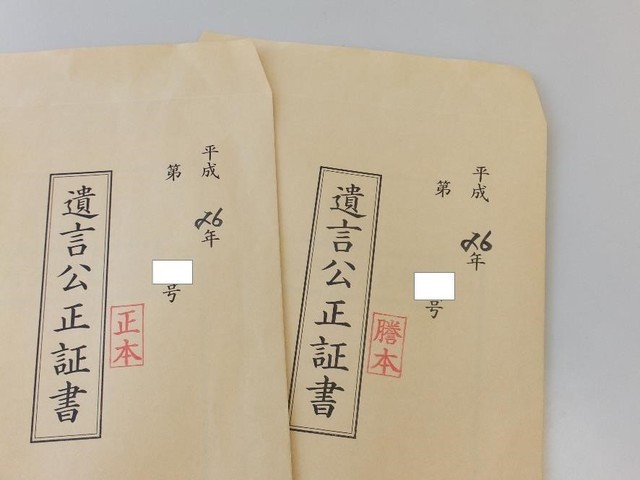 平成26年
第
号
遺言公正証書
正本
平成26年
第
号
遺言公正証書
謄本